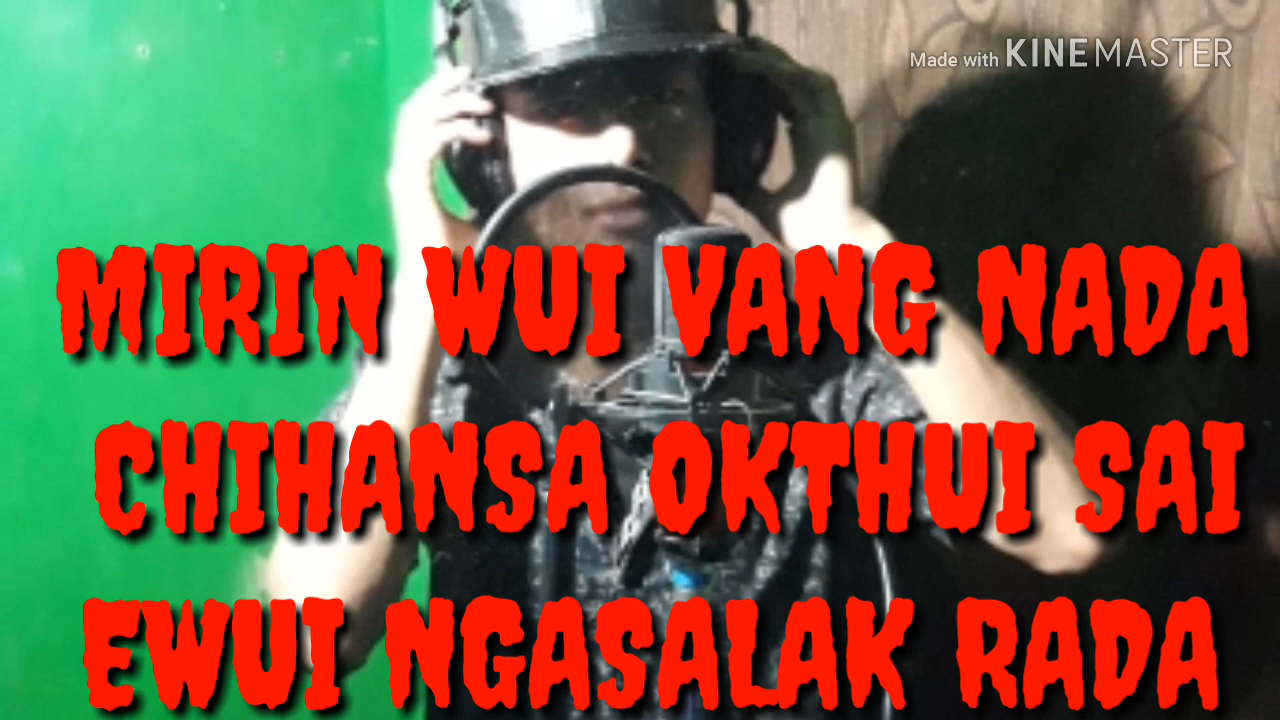 Made with KINEMASTER
MIRIN WUI VANG NADA
CHIHANSA OKTHUI SAI
EWUI NGASALAK RADA